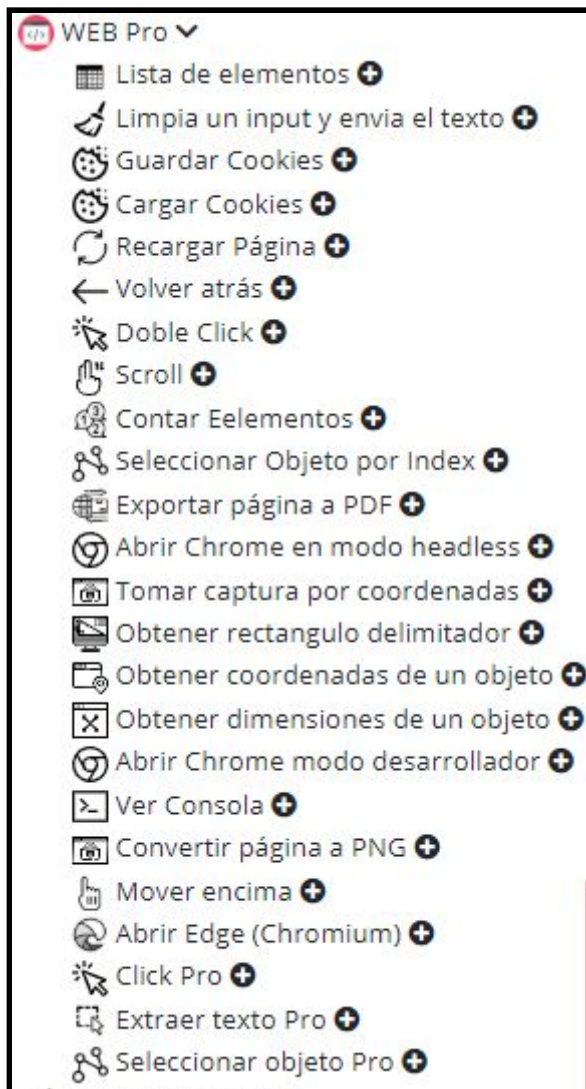 WEB Pro
Lista de elementos
Limpia un input y envia el texto
Guardar Cookies
Cargar Cookies
Recargar Página
Volver atrás
Doble Click
Scroll
Contar Eelementos
Seleccionar Objeto por Index
Exportar página a PDF
Abrir Chrome en modo headless
Tomar captura por coordenadas
Obtener rectangulo delimitador
Obtener coordenadas de un objeto
Obtener dimensiones de un objeto
Abrir Chrome modo desarrollador
Ver Consola
Convertir página a PNG
Mover encima
Abrir Edge (Chromium)
Click Pro
Extraer texto Pro
Seleccionar objeto Pro